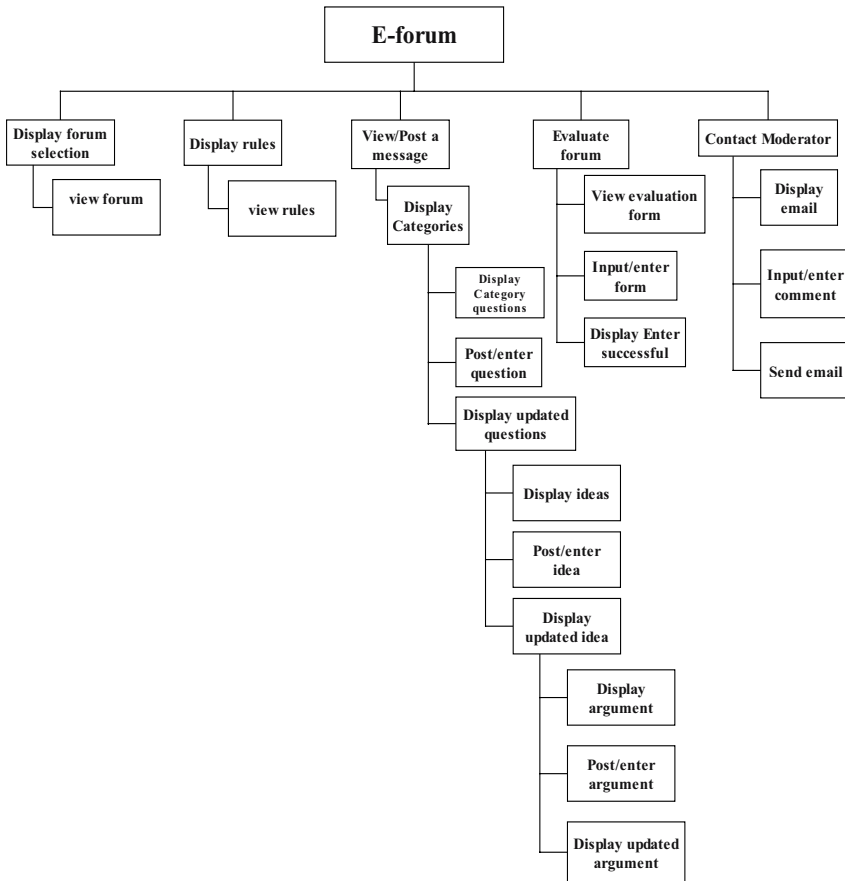 E-forum
Display forum
selection
Display rules
View/Post a
message
Evaluate
forum
Contact Moderator
view forum
view rules
Display
Categories
View evaluation
form
Display
email
Display
Category
questions
Input/enter
form
Input/enter
comment
Post/enter
question
Display Enter
successful
Send email
Display updated
questions
Display ideas
Post/enter
idea
Display
updated idea
Display
argument
Post/enter
argument
Display updated
argument